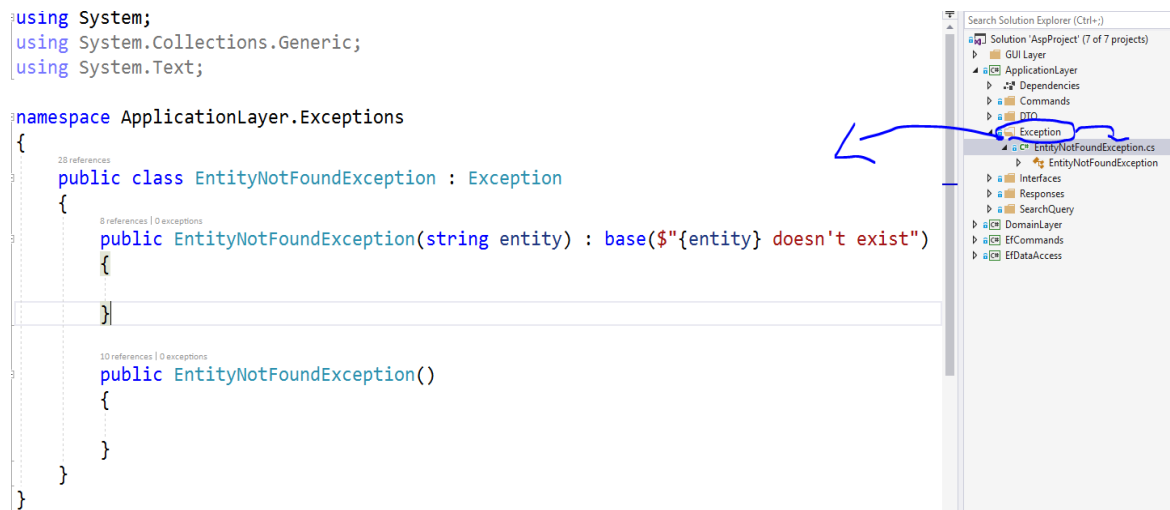 using System;
using System.Collections.Generic;
using System.Text;
namespace ApplicationLayer.Exceptions
{
28 references
public class EntityNotFoundException : Exception
{
8 references | 0 exceptions
public EntityNotFoundException(string entity) : base($"{entity} doesn't exist")
{
}
10 references | 0 exceptions
public EntityNotFoundException()
{
}
}
}
Search Solution Explorer (Ctrl+;)
Solution 'AspProject' (7 of 7 projects)
GUI Layer
C# ApplicationLayer
Dependencies
Commands
DTO
Exception
C# EntityNotFoundException.cs
EntityNotFoundException
Interfaces
Responses
SearchQuery
C# DomainLayer
C# EfCommands
C# EfDataAccess